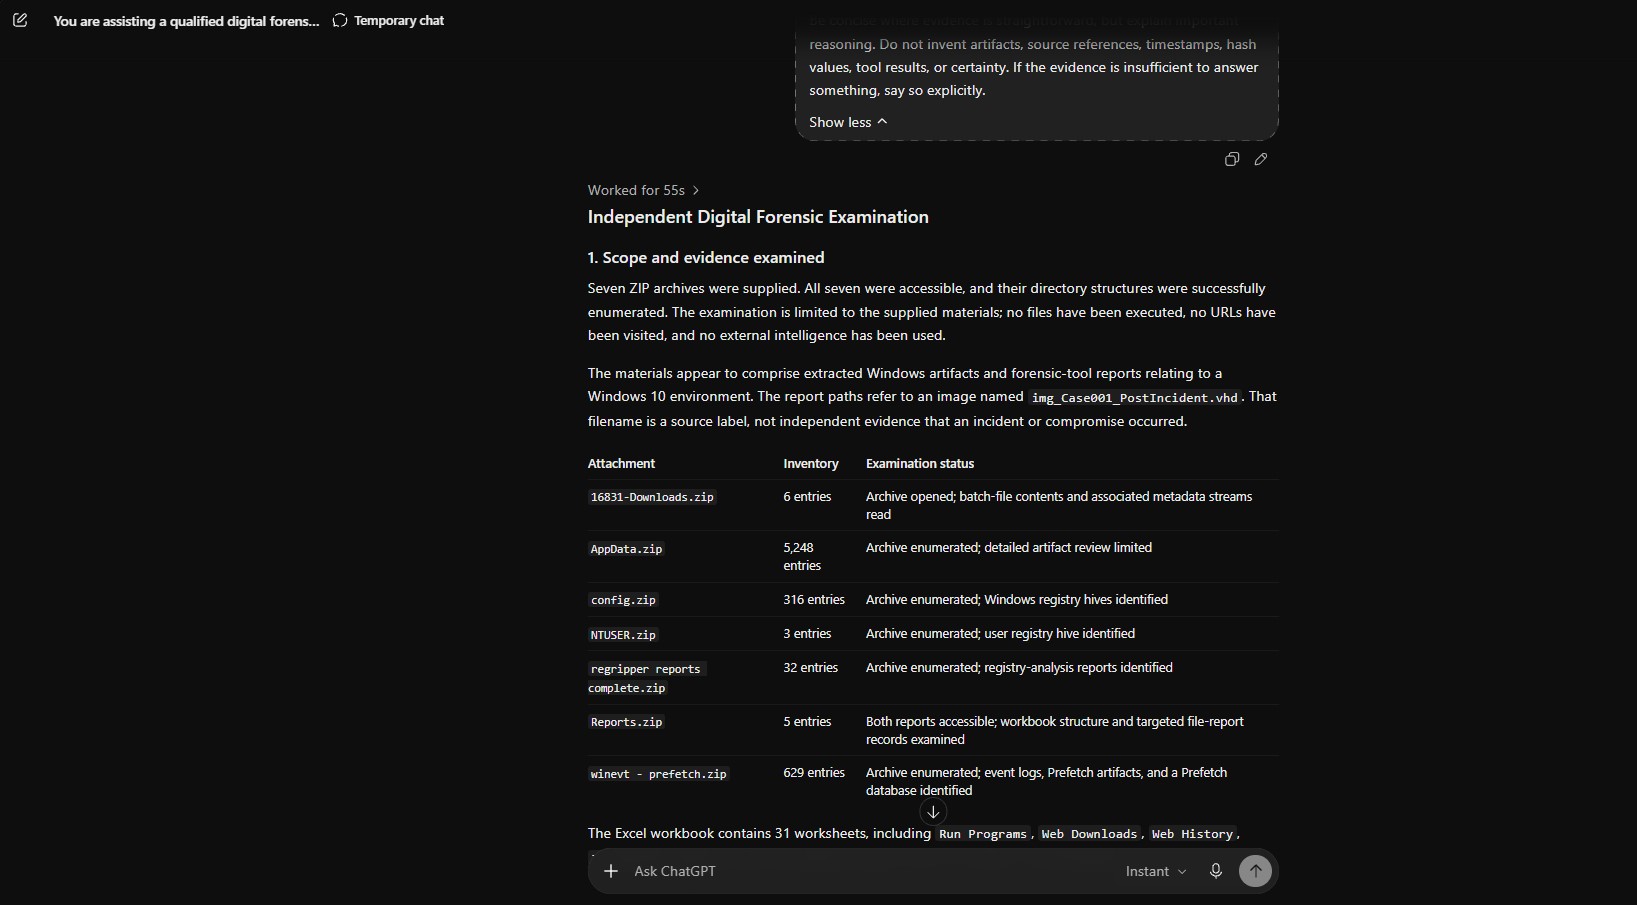 You are assisting a qualified digital forens...
Temporary chat
be concise where evidence is straightforward, but explain important
reasoning. Do not invent artifacts, source references, timestamps, hash
values, tool results, or certainty. If the evidence is insufficient to answer
something, say so explicitly.
Show less
Worked for 55s
Independent Digital Forensic Examination
1. Scope and evidence examined
Seven ZIP archives were supplied. All seven were accessible, and their directory structures were successfully
enumerated. The examination is limited to the supplied materials; no files have been executed, no URLs have
been visited, and no external intelligence has been used.
The materials appear to comprise extracted Windows artifacts and forensic-tool reports relating to a
Windows 10 environment. The report paths refer to an image named img_Case001_PostIncident.vhd. That
filename is a source label, not independent evidence that an incident or compromise occurred.
Attachment Inventory Examination status
16831-Downloads.zip 6 entries Archive opened; batch-file contents and associated metadata streams
read
AppData.zip 5,248 Archive enumerated; detailed artifact review limited
entries
config.zip 316 entries Archive enumerated; Windows registry hives identified
NTUSER.zip 3 entries Archive enumerated; user registry hive identified
regripper reports 32 entries Archive enumerated; registry-analysis reports identified
complete.zip
Reports.zip 5 entries Both reports accessible; workbook structure and targeted file-report
records examined
winevt - prefetch.zip 629 entries Archive enumerated; event logs, Prefetch artifacts, and a Prefetch
database identified
The Excel workbook contains 31 worksheets, including Run Programs, Web Downloads, Web History,
Ask ChatGPT
Instant